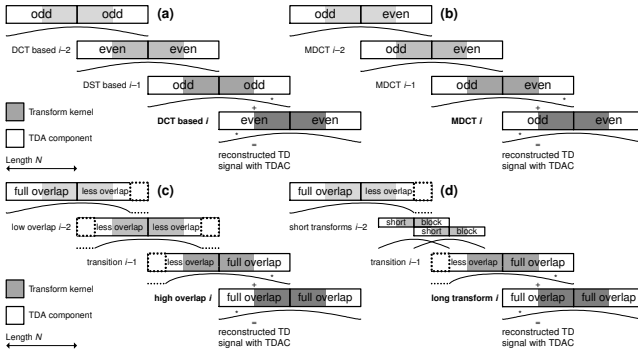 odd odd
(a)
DCT based i–2
even even
DST based i–1
odd odd
*
+
DCT based i
even even
*
=
reconstructed TD
signal with TDAC
Transform kernel
TDA component
Length N
odd even
(b)
MDCT i–2
odd even
MDCT i–1
odd even
*
+
MDCT i
odd even
*
=
reconstructed TD
signal with TDAC
full overlap less overlap
(c)
low overlap i–2
less overlap less overlap
transition i–1
less overlap full overlap
*
+
high overlap i
full overlap full overlap
*
=
reconstructed TD
signal with TDAC
Transform kernel
TDA component
Length N
full overlap less overlap
(d)
short transforms i–2
short block
short block
transition i–1
less overlap full overlap
*
+
long transform i
full overlap full overlap
*
=
reconstructed TD
signal with TDAC